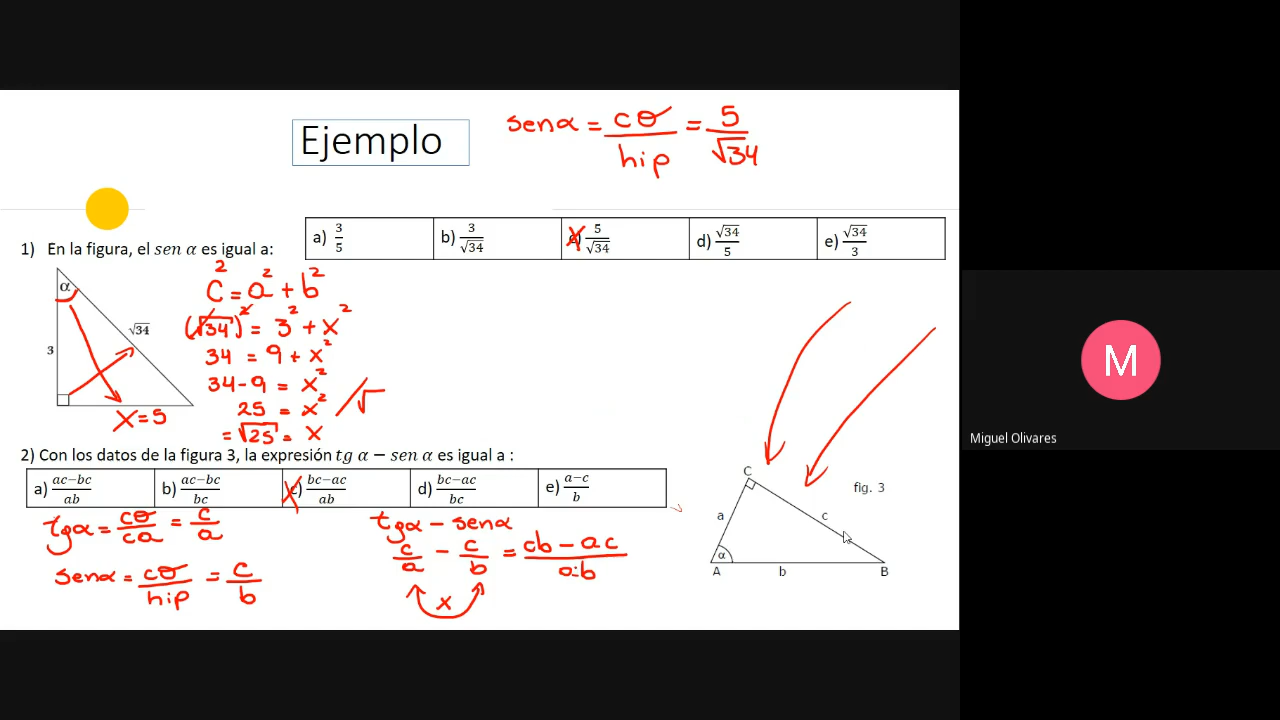 Ejemplo
senα = cθ/hip = 5/√34
1) En la figura, el sen α es igual a:
a) 3/5 b) 3/√34 c) 5/√34 d) √34/5 e) √34/3
α
√34
3
X=5
C² = a² + b²
(√34)² = 3² + x²
34 = 9 + x²
34-9 = x²
25 = x² /√
= √25 = x
2) Con los datos de la figura 3, la expresión tg α − sen α es igual a :
a) ac−bc/ab b) ac−bc/bc c) bc−ac/ab d) bc−ac/bc e) a−c/b
tgα = cθ/ca = c/a
senα = cθ/hip = c/b
tgα − senα
c/a − c/b = cb − ac/a·b
x
C
fig. 3
a
c
α
A
b
B
M
Miguel Olivares